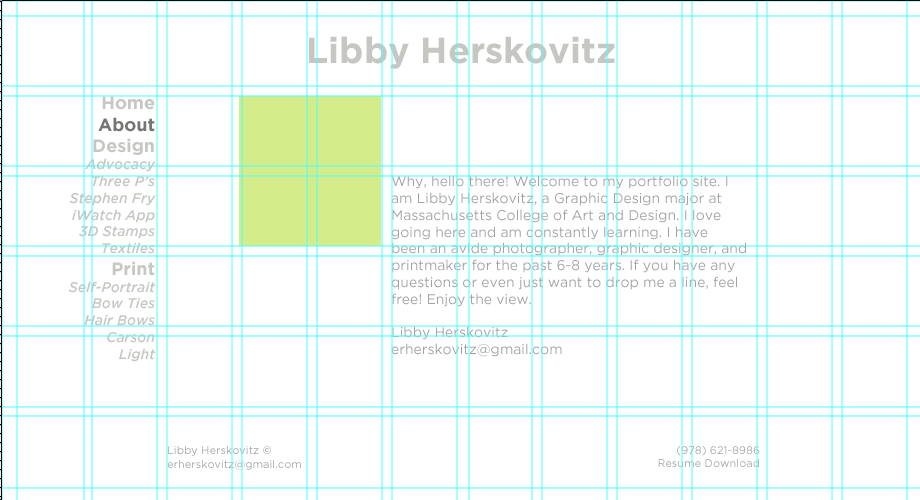 Libby Herskovitz
Home
About
Design
Advocacy
Three P's
Stephen Fry
iWatch App
3D Stamps
Textiles
Print
Self-Portrait
Bow Ties
Hair Bows
Carson
Light
Why, hello there! Welcome to my portfolio site. I
am Libby Herskovitz, a Graphic Design major at
Massachusetts College of Art and Design. I love
going here and am constantly learning. I have
been an avide photographer, graphic designer, and
printmaker for the past 6-8 years. If you have any
questions or even just want to drop me a line, feel
free! Enjoy the view.
Libby Herskovitz
erherskovitz@gmail.com
Libby Herskovitz ©
erherskovitz@gmail.com
(978) 621-8986
Resume Download